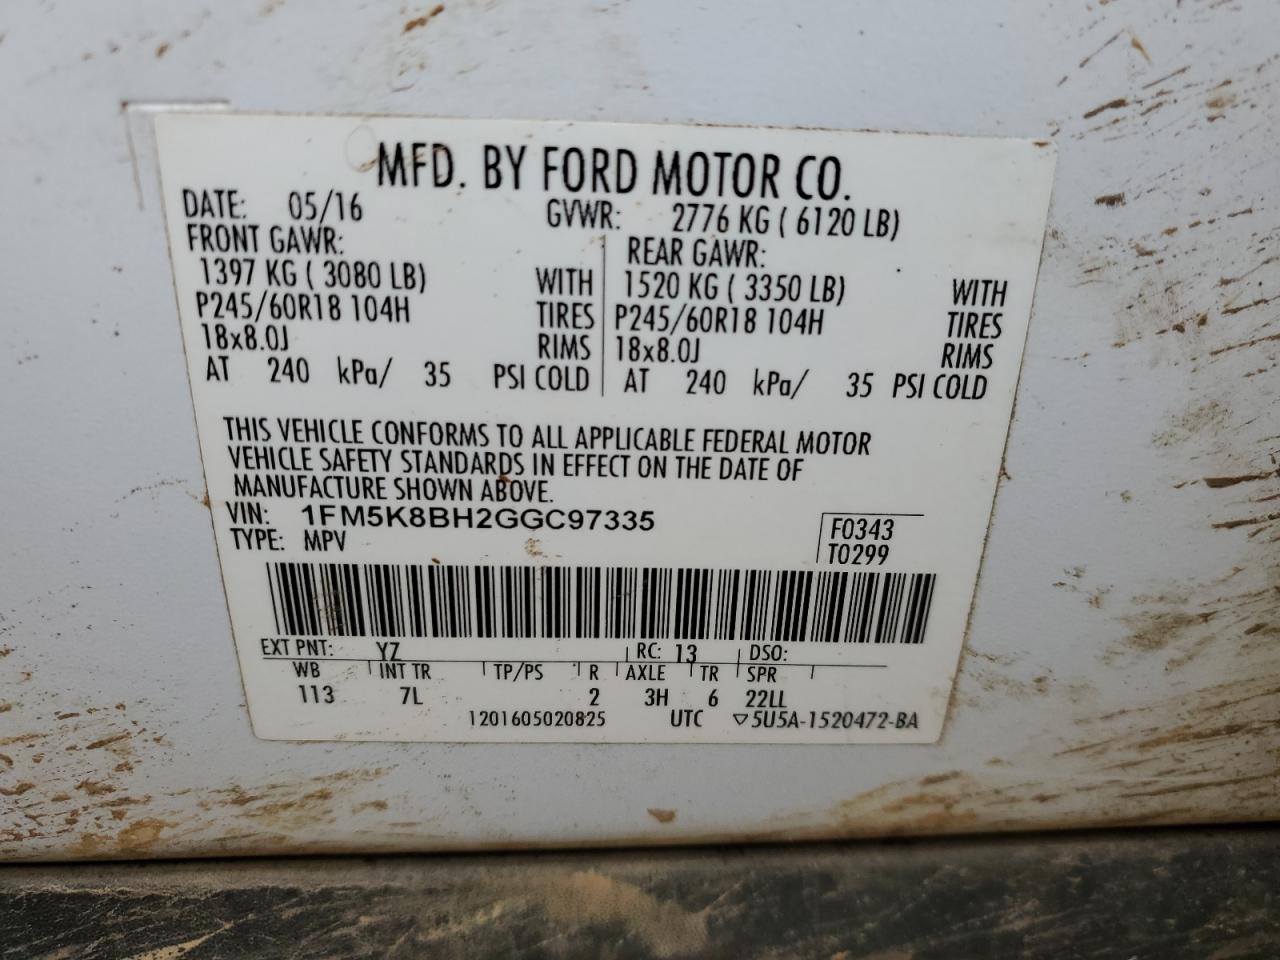 MFD. BY FORD MOTOR CO.
DATE: 05/16 GVWR: 2776 KG ( 6120 LB)
FRONT GAWR: REAR GAWR:
1397 KG ( 3080 LB) WITH 1520 KG ( 3350 LB) WITH
P245/60R18 104H TIRES P245/60R18 104H TIRES
18x8.0J RIMS 18x8.0J RIMS
AT 240 kPa/ 35 PSI COLD AT 240 kPa/ 35 PSI COLD
THIS VEHICLE CONFORMS TO ALL APPLICABLE FEDERAL MOTOR
VEHICLE SAFETY STANDARDS IN EFFECT ON THE DATE OF
MANUFACTURE SHOWN ABOVE.
VIN: 1FM5K8BH2GGC97335 F0343
TYPE: MPV T0299
EXT PNT: YZ RC: 13 DSO:
WB INT TR TP/PS R AXLE TR SPR
113 7L 2 3H 6 22LL
1201605020825 UTC ▽5U5A-1520472-BA